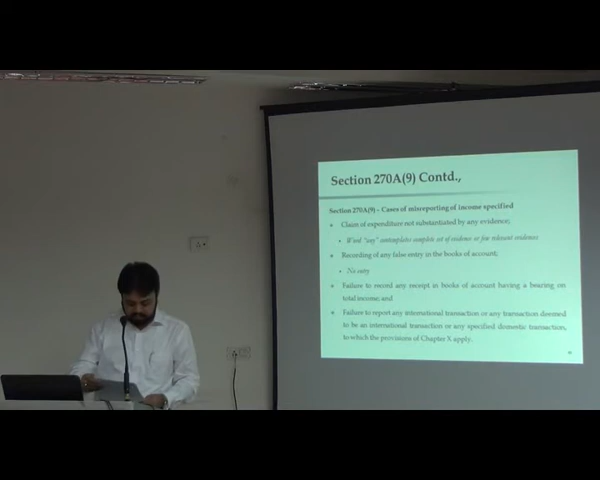 Section 270A(9) Contd.,
Section 270A(9) – Cases of misreporting of income specified
Claim of expenditure not substantiated by any evidence;
Word "any" contemplates complete set of evidence or few relevant evidences
Recording of any false entry in the books of account;
No entry
Failure to record any receipt in books of account having a bearing on
total income; and
Failure to report any international transaction or any transaction deemed
to be an international transaction or any specified domestic transaction,
to which the provisions of Chapter X apply.